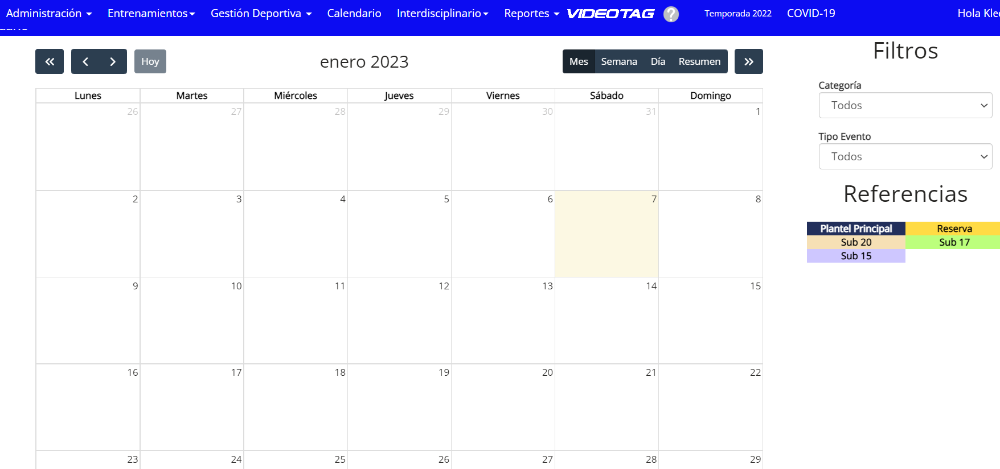 Administración Entrenamientos Gestión Deportiva Calendario Interdisciplinario Reportes VIDEOTAG ? Temporada 2022 COVID-19 Hola
« ‹ › Hoy enero 2023 Mes Semana Día Resumen »
Lunes Martes Miércoles Jueves Viernes Sábado Domingo
26 27 28 29 30 31 1
2 3 4 5 6 7 8
9 10 11 12 13 14 15
16 17 18 19 20 21 22
23 24 25 26 27 28 29
Filtros
Categoría
Todos
Tipo Evento
Todos
Referencias
Plantel Principal Reserva
Sub 20 Sub 17
Sub 15